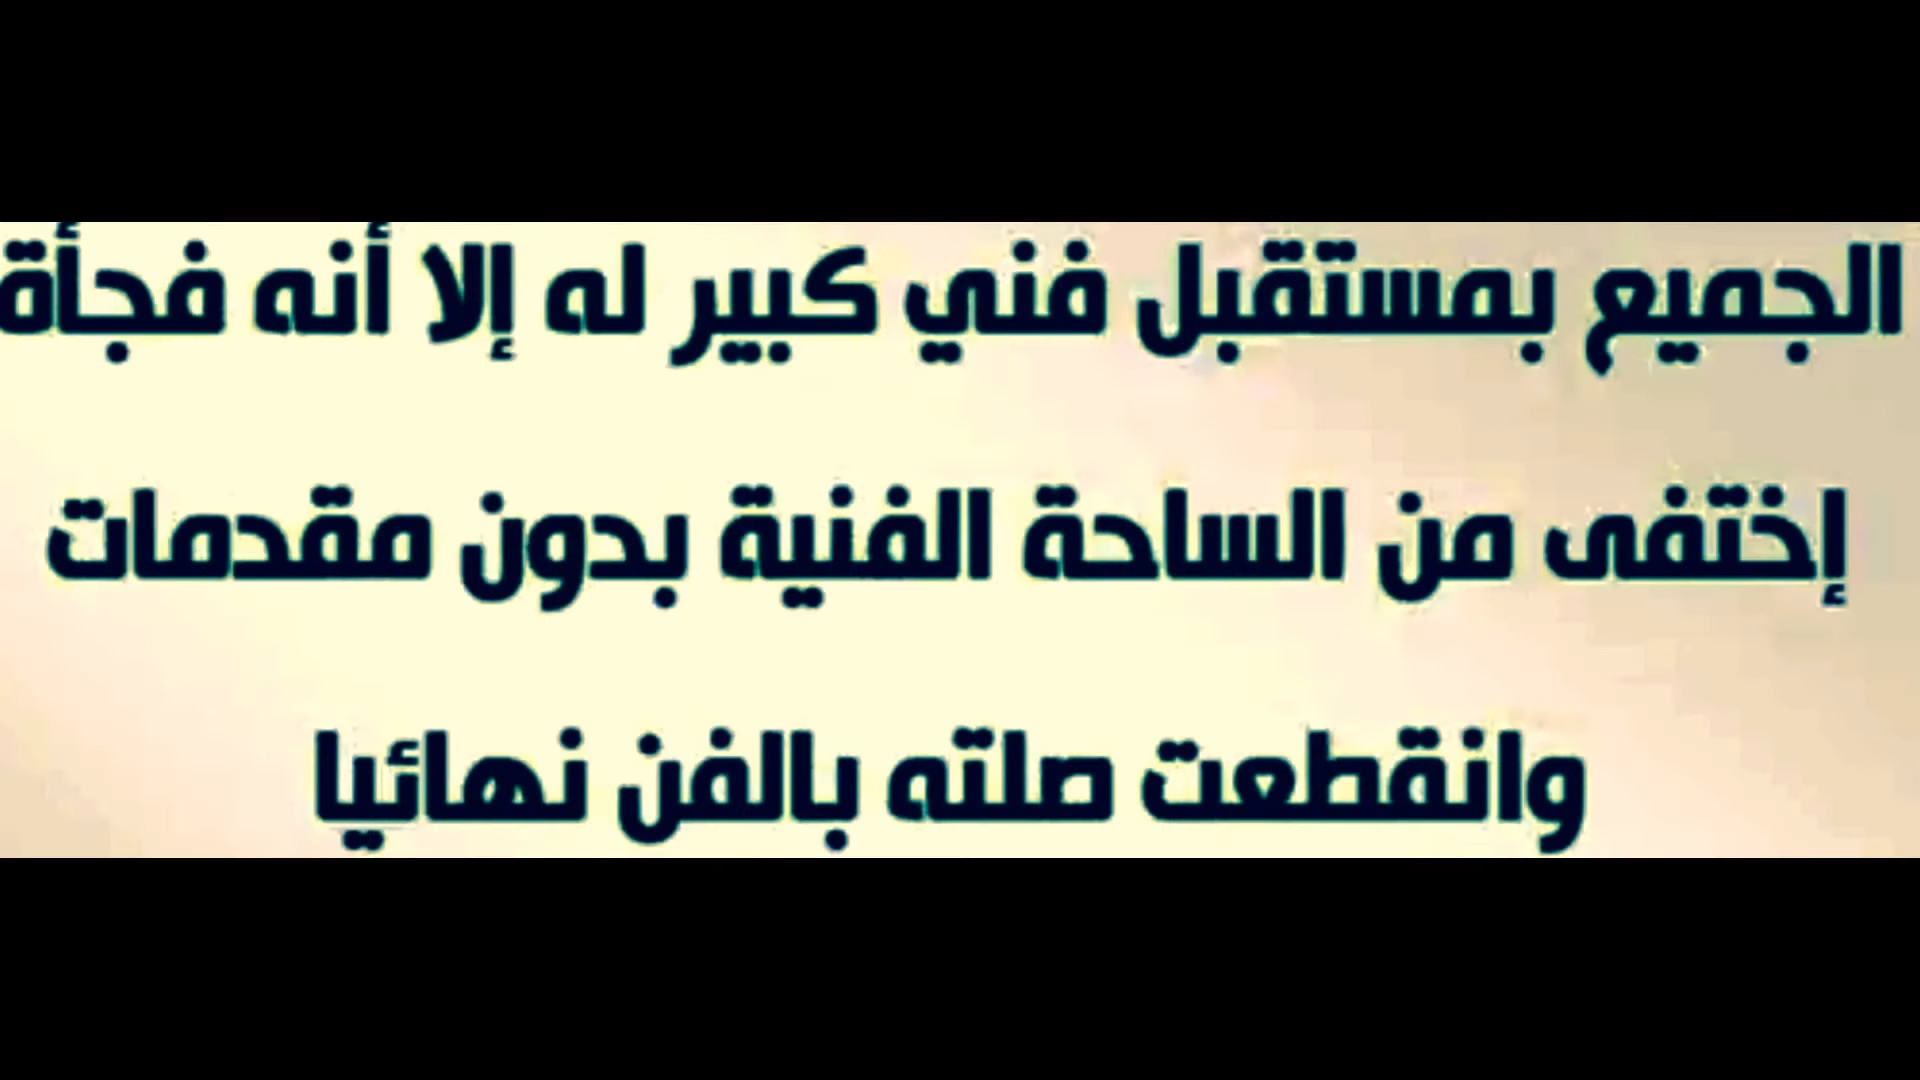 الجميع بمستقبل فني كبير له إلا أنه فجأة
إختفى من الساحة الفنية بدون مقدمات
وانقطعت صلته بالفن نهائيا